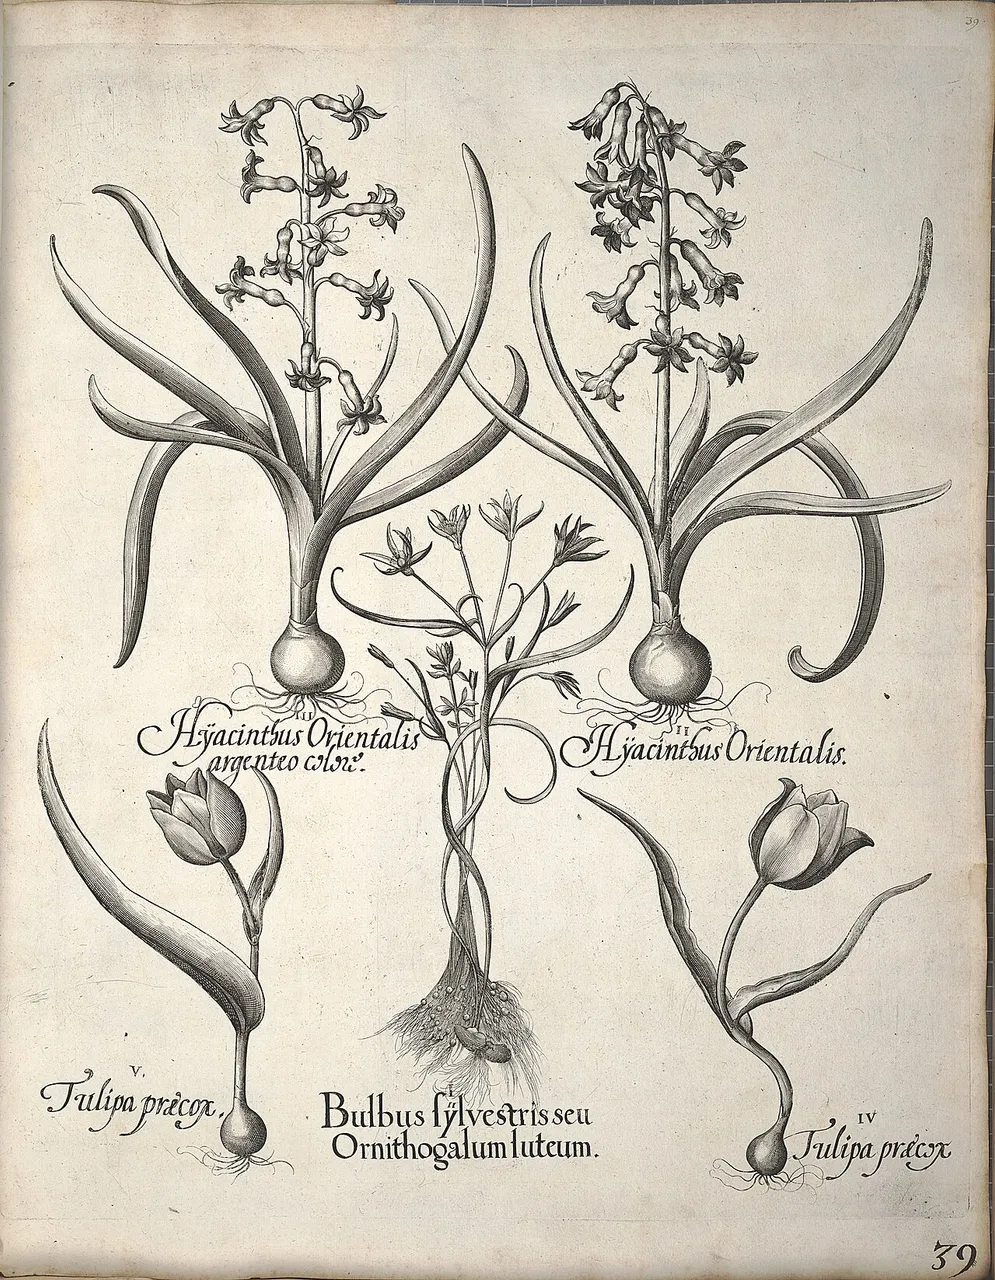 39
III
Hÿacinthus Orientalis
argenteo colore.
II
Hÿacinthus Orientalis.
V.
Tulipa præcox.
I
Bulbus ſÿlvestris seu
Ornithogalum luteum.
IV
Tulipa præcox
39